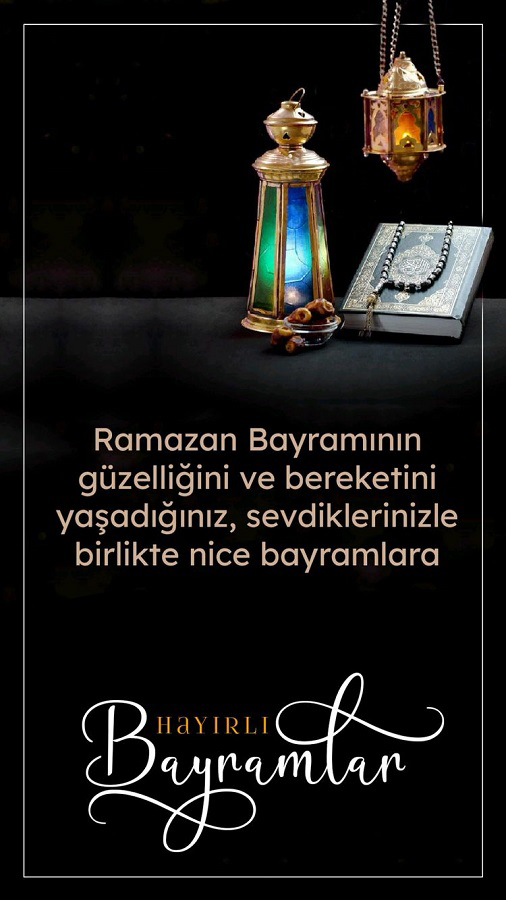 Ramazan Bayramının
güzelliğini ve bereketini
yaşadığınız, sevdiklerinizle
birlikte nice bayramlara
HAYIRLI
Bayramlar